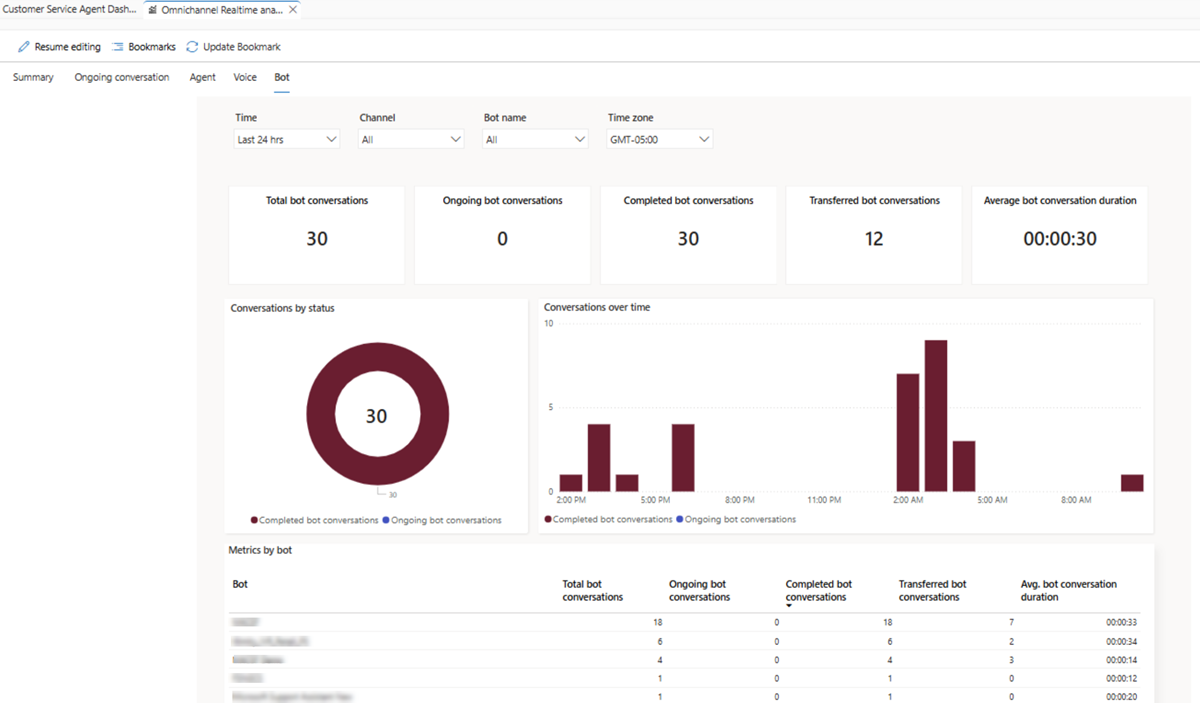 Customer Service Agent Dash...
Omnichannel Realtime ana...
Resume editing Bookmarks Update Bookmark
Summary Ongoing conversation Agent Voice Bot
Time Channel Bot name Time zone
Last 24 hrs All All GMT-05:00
Total bot conversations Ongoing bot conversations Completed bot conversations Transferred bot conversations Average bot conversation duration
30 0 30 12 00:00:30
Conversations by status
30
30
Completed bot conversations Ongoing bot conversations
Conversations over time
10
5
0
2:00 PM 5:00 PM 8:00 PM 11:00 PM 2:00 AM 5:00 AM 8:00 AM
Completed bot conversations Ongoing bot conversations
Metrics by bot
Bot Total bot conversations Ongoing bot conversations Completed bot conversations Transferred bot conversations Avg. bot conversation duration
18 0 18 7 00:00:33
6 0 6 2 00:00:34
4 0 4 3 00:00:14
1 0 1 0 00:00:12
1 0 1 0 00:00:20